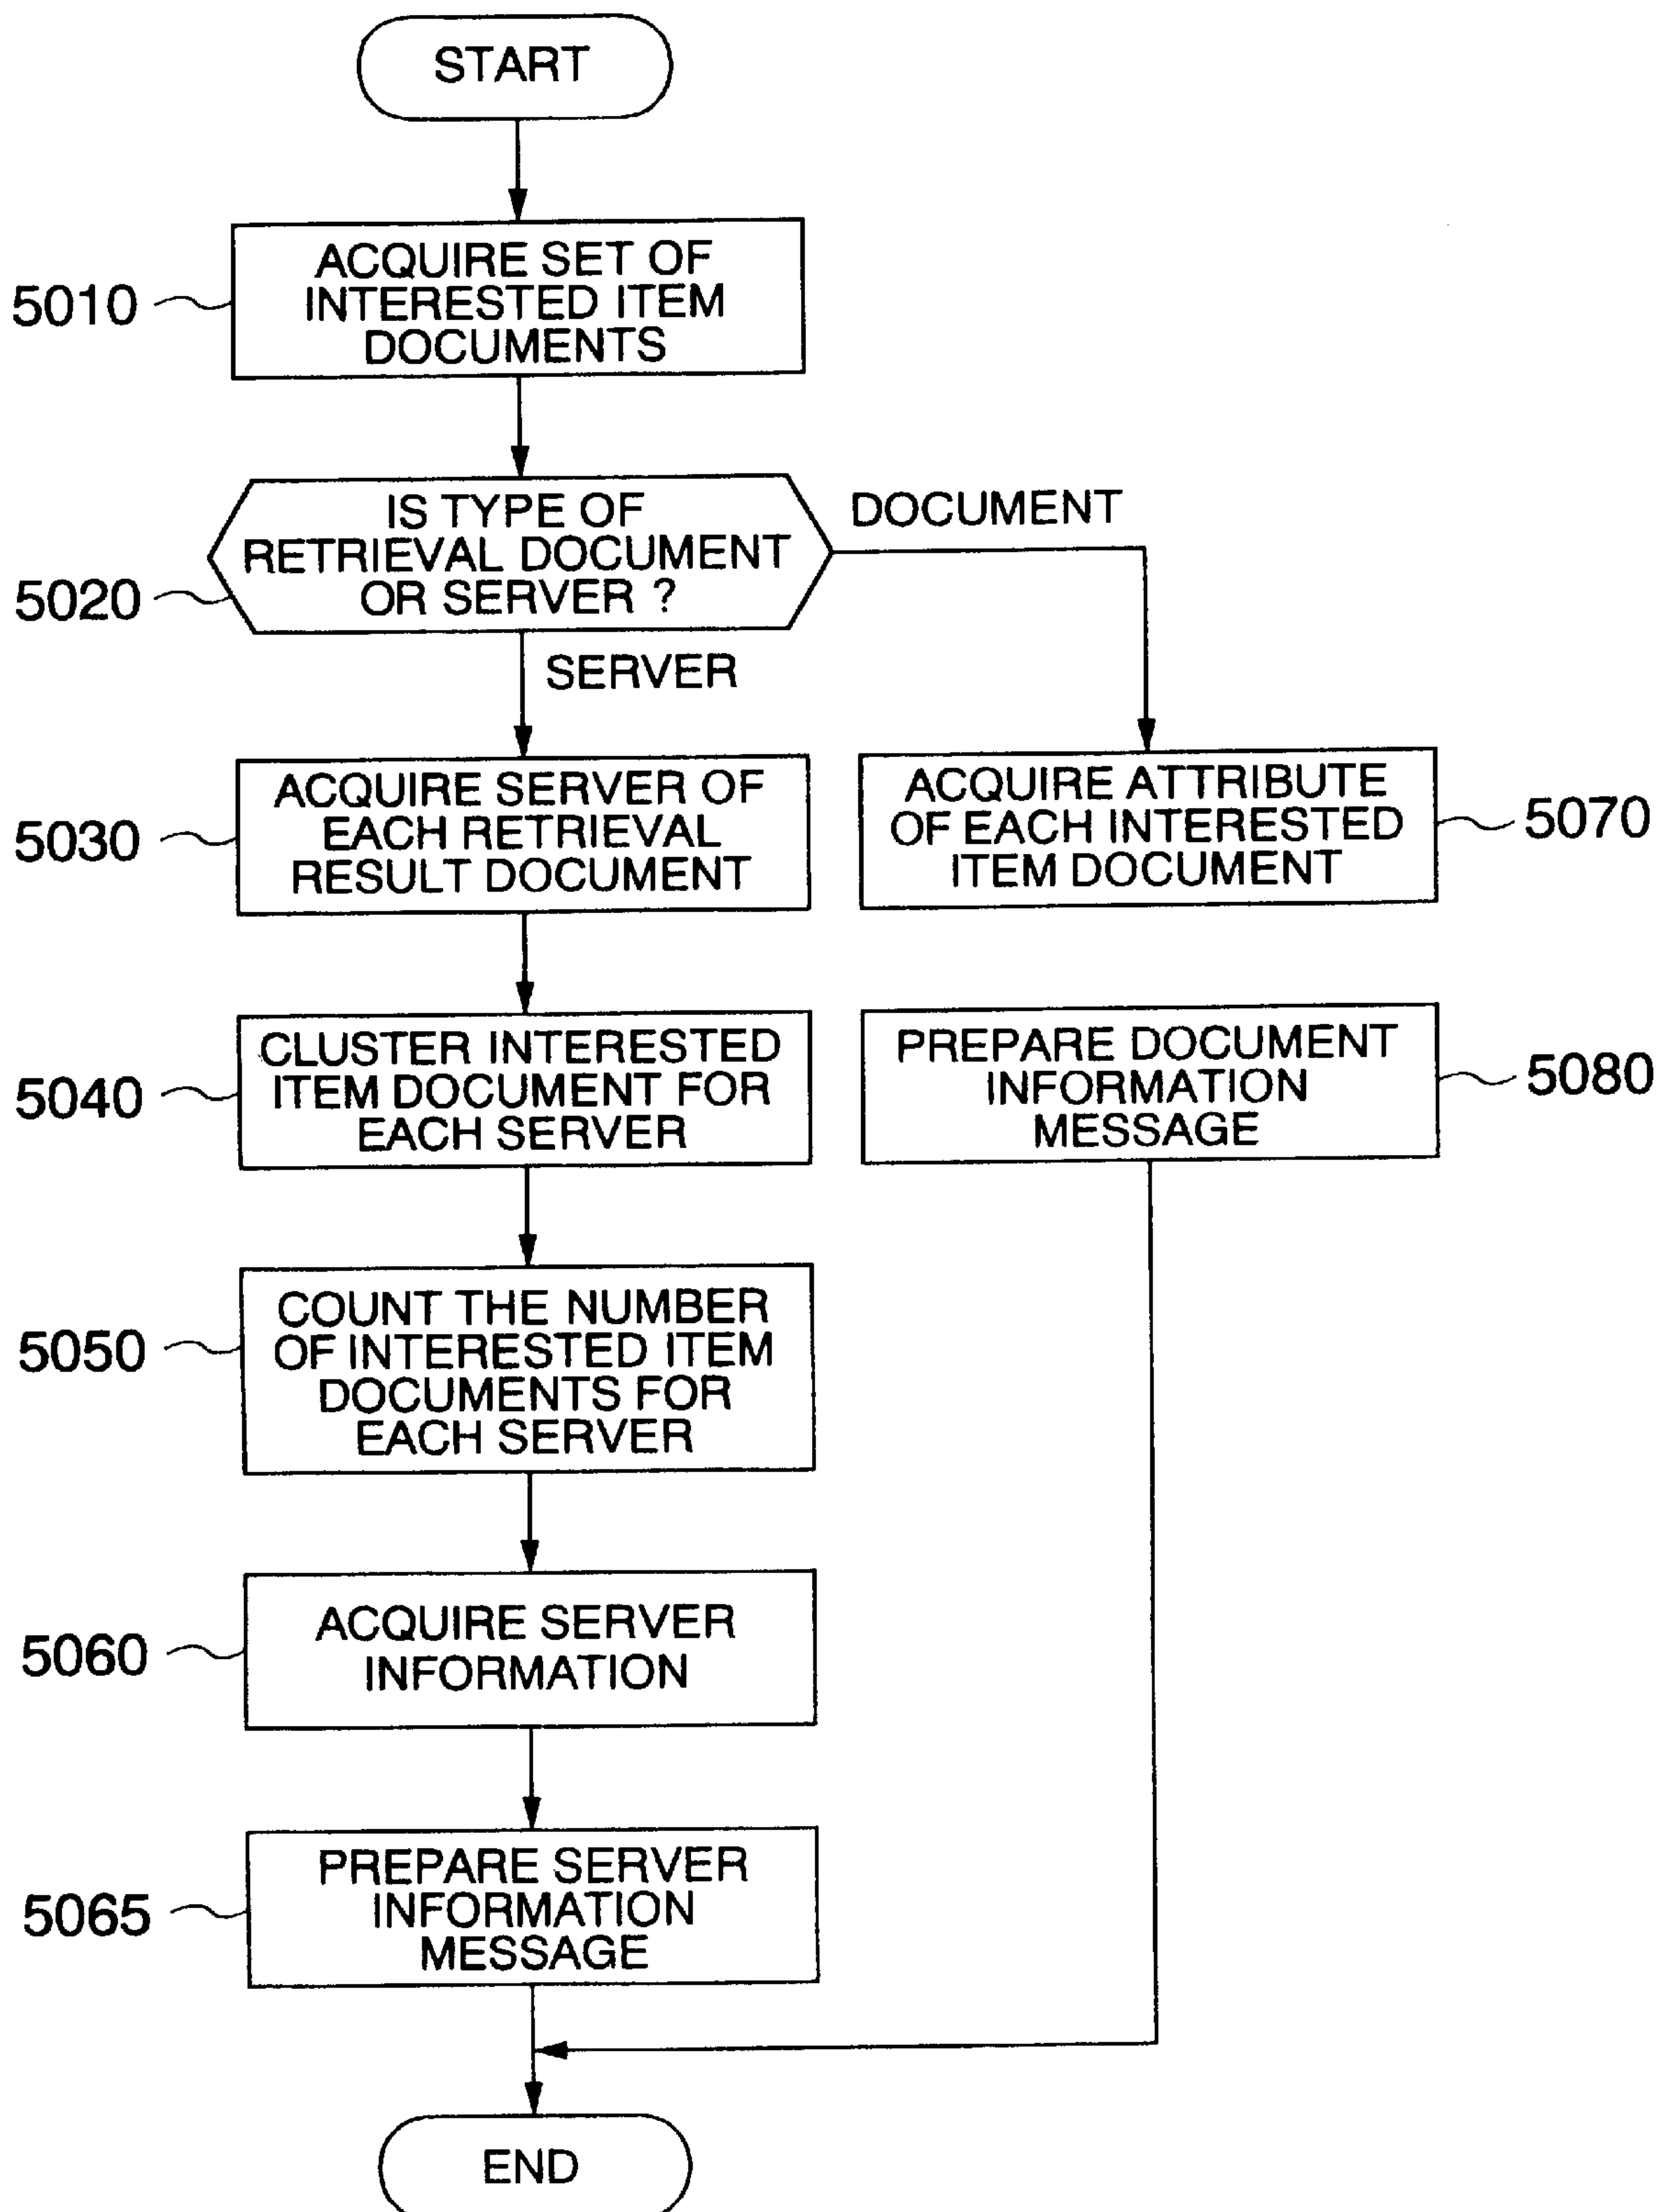 START
5010
ACQUIRE SET OF
INTERESTED ITEM
DOCUMENTS
5020
IS TYPE OF
RETRIEVAL DOCUMENT
OR SERVER ?
DOCUMENT
SERVER
5030
ACQUIRE SERVER OF
EACH RETRIEVAL
RESULT DOCUMENT
ACQUIRE ATTRIBUTE
OF EACH INTERESTED
ITEM DOCUMENT
5070
5040
CLUSTER INTERESTED
ITEM DOCUMENT FOR
EACH SERVER
PREPARE DOCUMENT
INFORMATION
MESSAGE
5080
5050
COUNT THE NUMBER
OF INTERESTED ITEM
DOCUMENTS FOR
EACH SERVER
5060
ACQUIRE SERVER
INFORMATION
5065
PREPARE SERVER
INFORMATION
MESSAGE
END